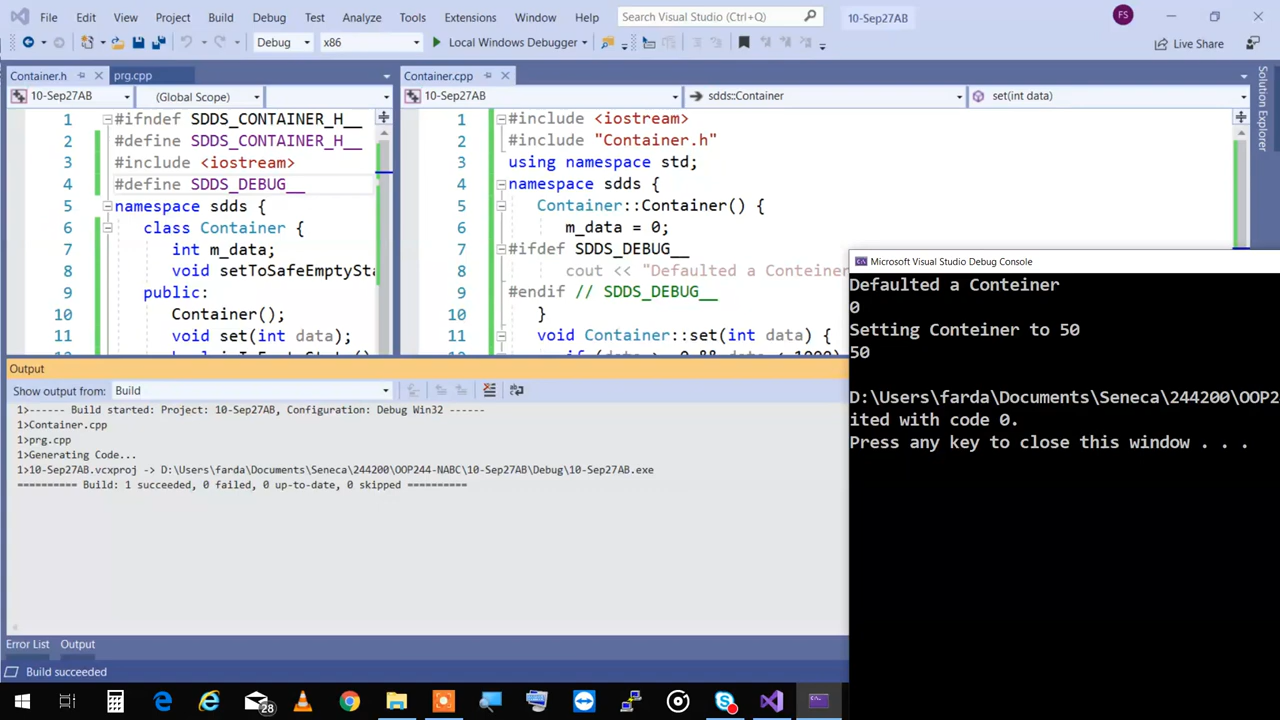 File Edit View Project Build Debug Test Analyze Tools Extensions Window Help Search Visual Studio (Ctrl+Q) 10-Sep27AB FS
Debug x86 Local Windows Debugger Live Share
Container.h prg.cpp
10-Sep27AB (Global Scope)
1 #ifndef SDDS_CONTAINER_H__
2 #define SDDS_CONTAINER_H__
3 #include <iostream>
4 #define SDDS_DEBUG__
5 namespace sdds {
6 class Container {
7 int m_data;
8 void setToSafeEmptySta
9 public:
10 Container();
11 void set(int data);
Container.cpp
10-Sep27AB sdds::Container set(int data)
1 #include <iostream>
2 #include "Container.h"
3 using namespace std;
4 namespace sdds {
5 Container::Container() {
6 m_data = 0;
7 #ifdef SDDS_DEBUG__
8 cout << "Defaulted a Conteiner
9 #endif // SDDS_DEBUG__
10 }
11 void Container::set(int data) {
Solution Explorer
Output
Show output from: Build
1>------ Build started: Project: 10-Sep27AB, Configuration: Debug Win32 ------
1>Container.cpp
1>prg.cpp
1>Generating Code...
1>10-Sep27AB.vcxproj -> D:\Users\farda\Documents\Seneca\244200\OOP244-NABC\10-Sep27AB\Debug\10-Sep27AB.exe
========== Build: 1 succeeded, 0 failed, 0 up-to-date, 0 skipped ==========
Error List Output
Build succeeded
Microsoft Visual Studio Debug Console
Defaulted a Conteiner
0
Setting Conteiner to 50
50
D:\Users\farda\Documents\Seneca\244200\OOP2
ited with code 0.
Press any key to close this window . . .
28